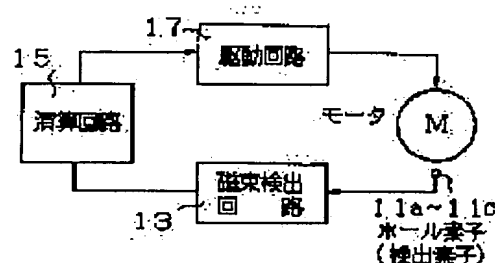 17
15
駆動回路
演算回路
モータ
M
磁束検出
回 路
13
11a~11c
ホール素子
(検出素子)